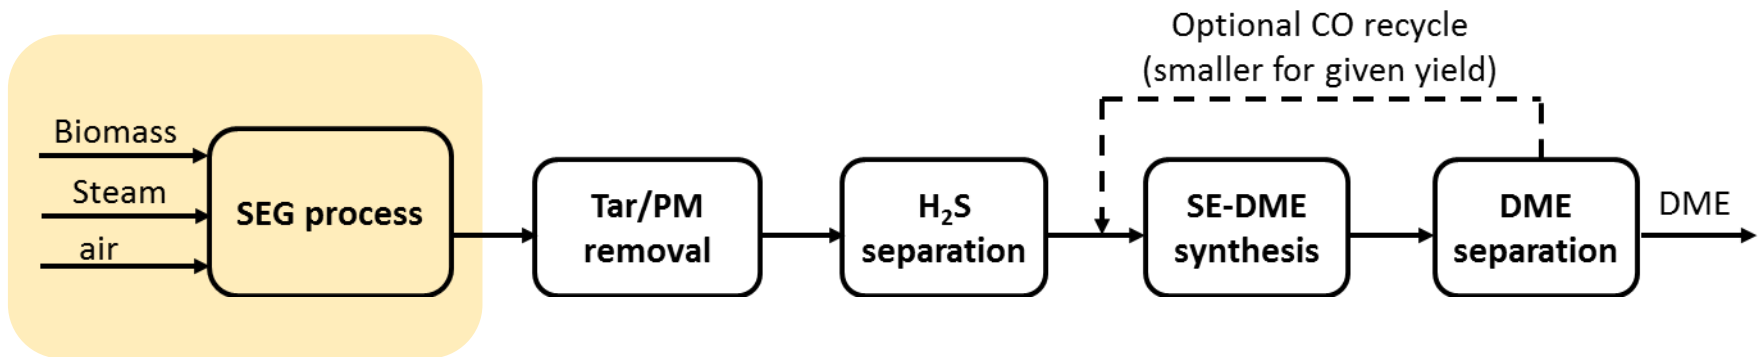 Optional CO recycle
(smaller for given yield)
Biomass
Steam
air
SEG process
Tar/PM
removal
H₂S
separation
SE-DME
synthesis
DME
separation
DME